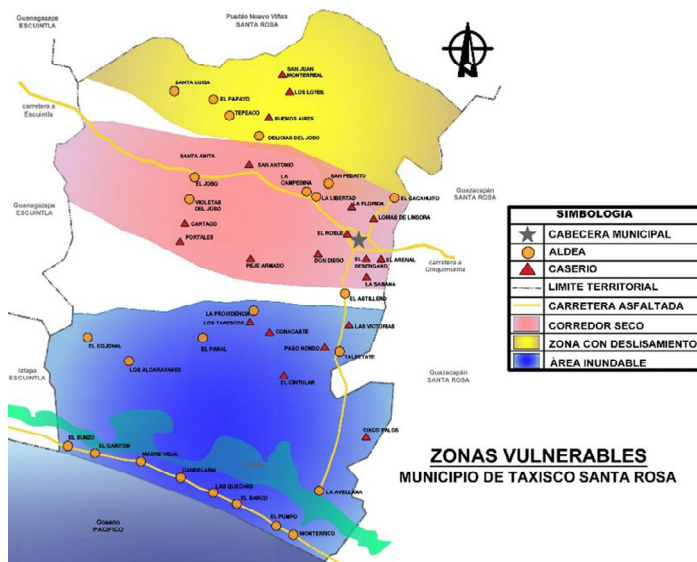 Guanagazapa
ESCUINTLA
Pueblo Nuevo Viñas
SANTA ROSA
SAN JUAN
MONTERREAL
SANTA LUISA
LOS LOTES
EL PAPAYO
TEPEACO
BUENOS AIRES
carretera a
Escuintla
DELICIAS DEL JOBO
SANTA ANITA
SAN ANTONIO
LA
CAMPESINA
SAN PEDRITO
EL JOBO
LA LIBERTAD
EL CACAHUITO
Guazacapán
SANTA ROSA
VIOLETAS
DEL JOBO
LA FLORIDA
LOMAS DE LINDORA
Guanagazapa
ESCUINTLA
CARTAGO
EL ROBLE
PORTALES
PEJE ARMADO
DON DIEGO
EL
DESENGAÑO
EL ARENAL
carretera a
Chiquimulilla
LA SABANA
EL ASTILLERO
LA PROVIDENCIA
LOS TAPESCOS
CONACASTE
LAS VICTORIAS
EL COJONAL
EL PANAL
PASO HONDO
TALPETATE
Iztapa
ESCUINTLA
LOS ALCARAVANES
EL CINTULAR
Guazacapán
SANTA ROSA
CINCO PALOS
EL BUNZO
EL GARITON
MADRE VIEJA
CANDELARIA
LAS QUECHAS
EL BANCO
LA AVELLANA
EL PUMPO
MONTERRICO
Oceano
PACIFICO
SIMBOLOGIA
CABECERA MUNICIPAL
ALDEA
CASERIO
LIMITE TERRITORIAL
CARRETERA ASFALTADA
CORREDOR SECO
ZONA CON DESLISAMIENTO
ÀREA INUNDABLE
ZONAS VULNERABLES
MUNICIPIO DE TAXISCO SANTA ROSA